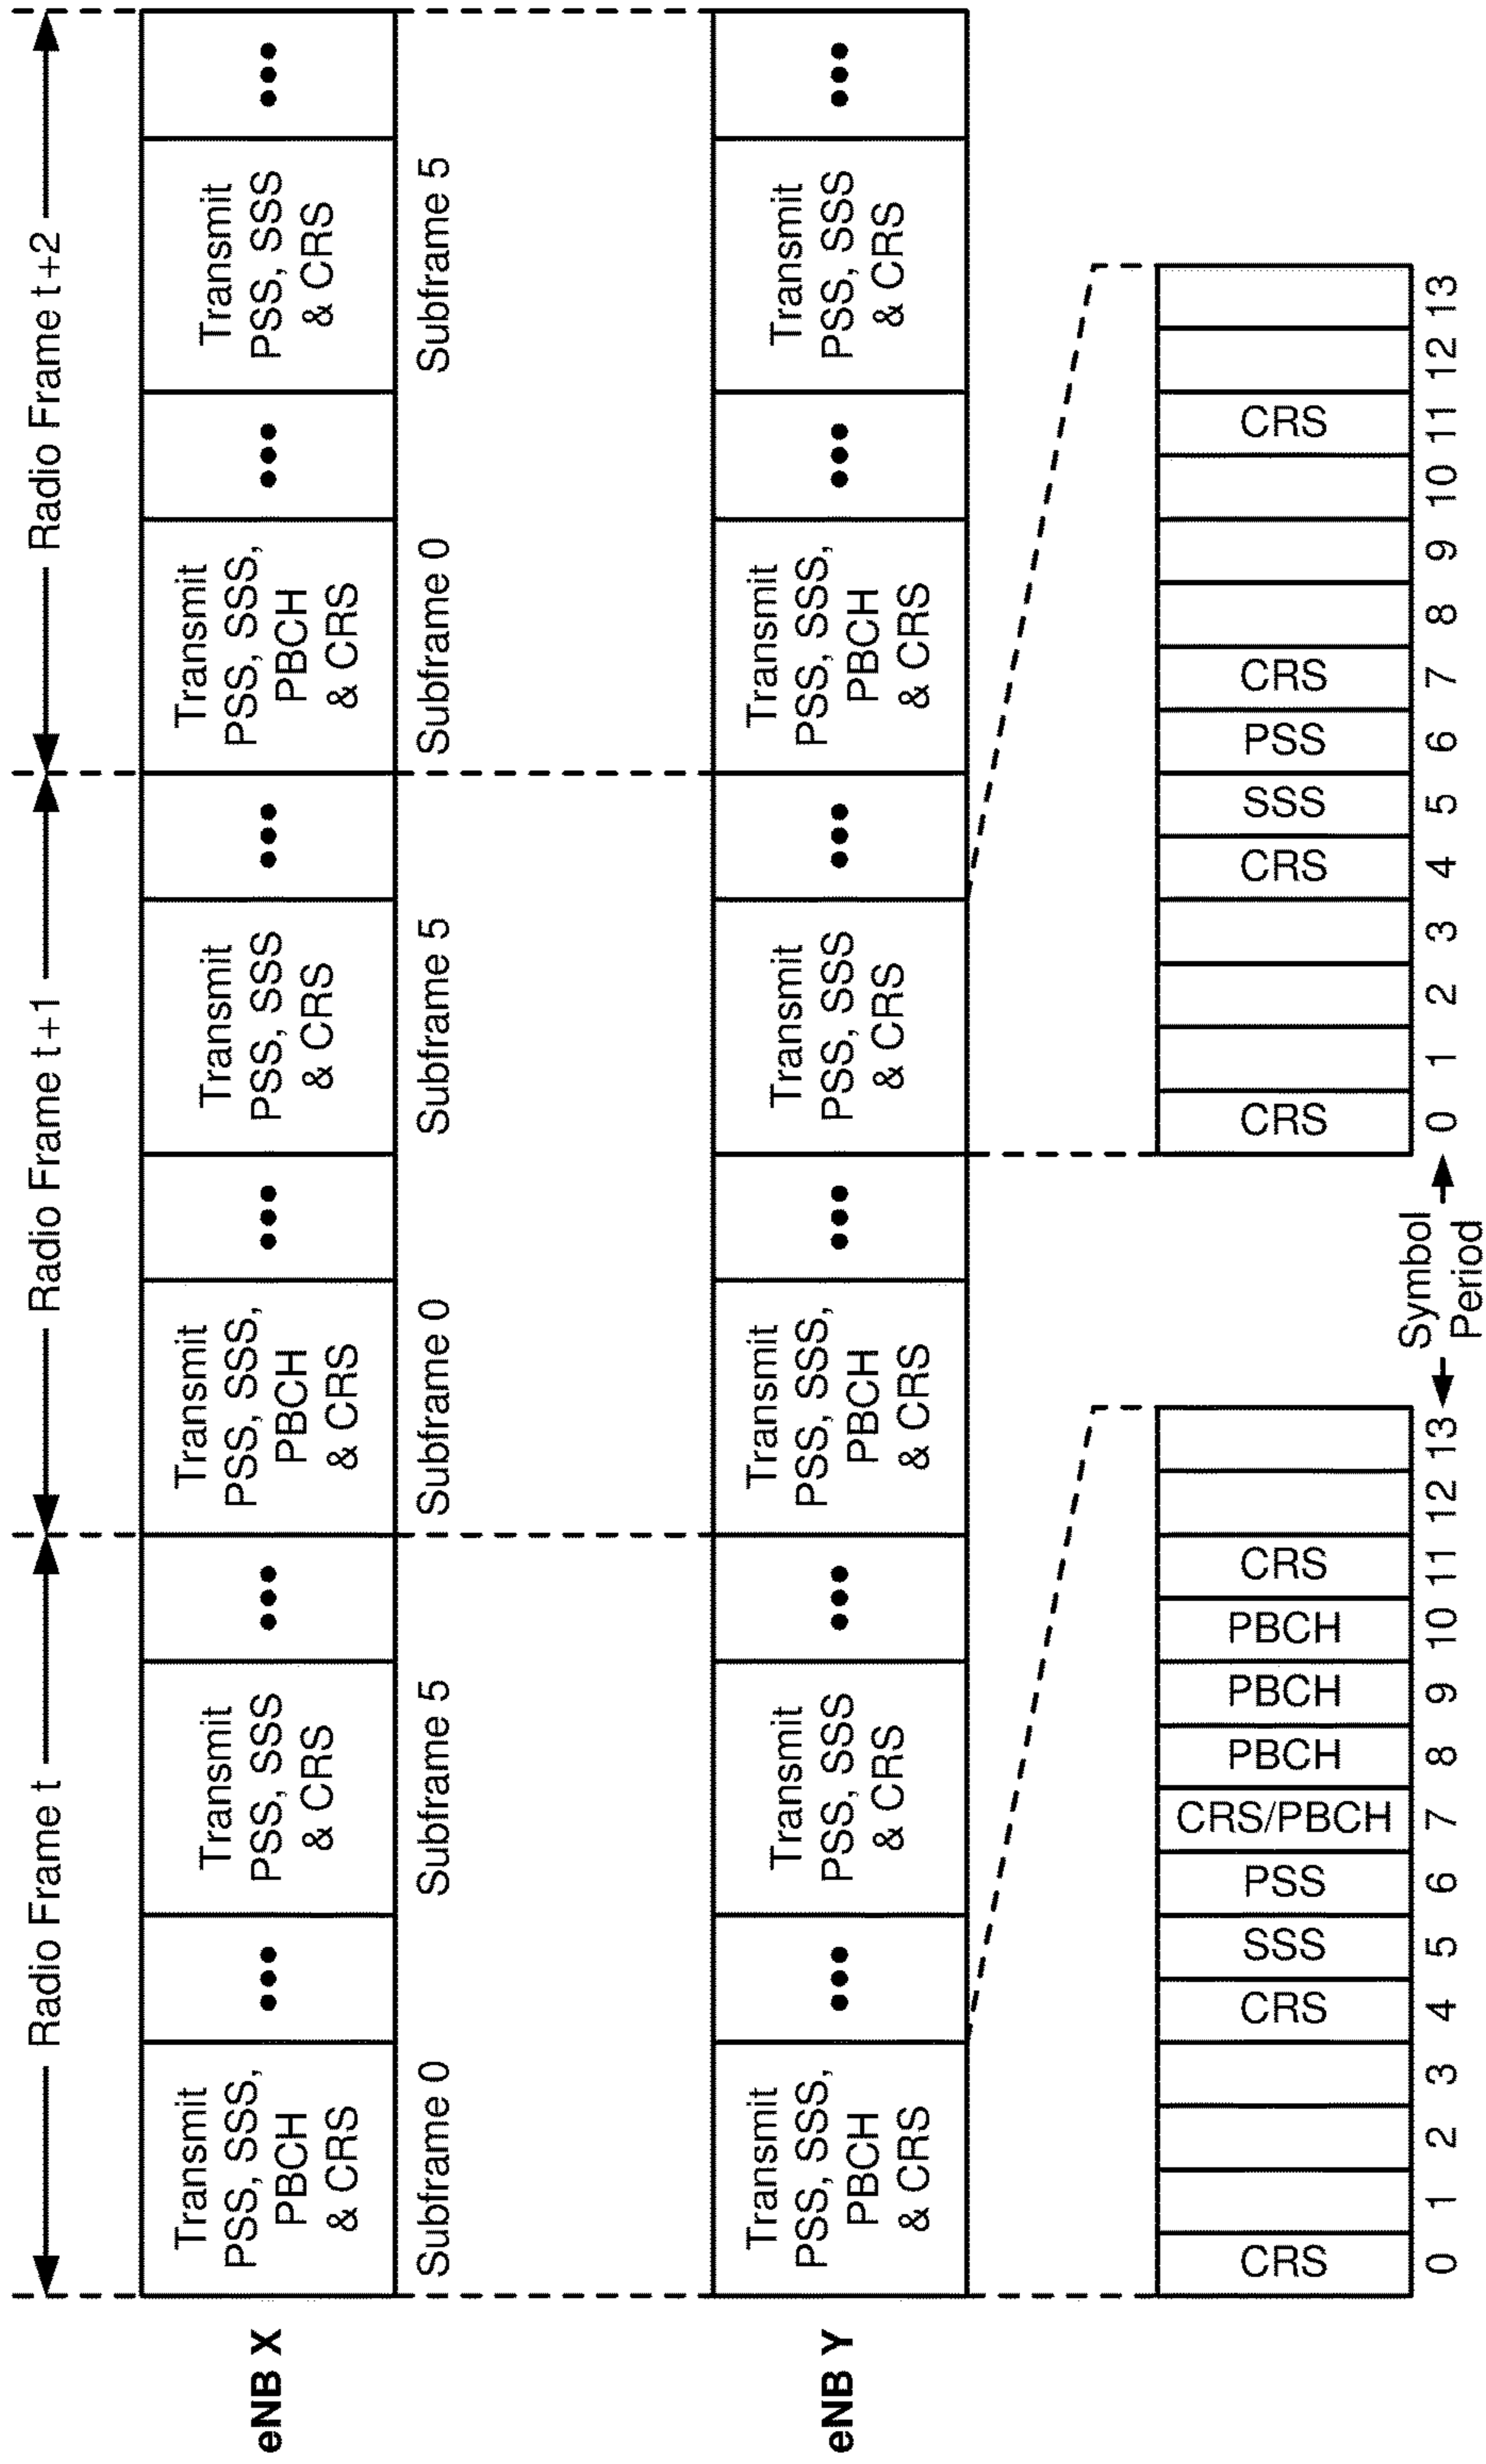 Radio Frame t
Radio Frame t+1
Radio Frame t+2
eNB X
Transmit
PSS, SSS,
PBCH
& CRS
•••
Transmit
PSS, SSS
& CRS
•••
Transmit
PSS, SSS,
PBCH
& CRS
•••
Transmit
PSS, SSS
& CRS
•••
Transmit
PSS, SSS,
PBCH
& CRS
•••
Transmit
PSS, SSS
& CRS
•••
Subframe 0
Subframe 5
Subframe 0
Subframe 5
Subframe 0
Subframe 5
eNB Y
Transmit
PSS, SSS,
PBCH
& CRS
•••
Transmit
PSS, SSS
& CRS
•••
Transmit
PSS, SSS,
PBCH
& CRS
•••
Transmit
PSS, SSS
& CRS
•••
Transmit
PSS, SSS,
PBCH
& CRS
•••
Transmit
PSS, SSS
& CRS
•••
CRS
CRS
SSS
PSS
CRS/PBCH
PBCH
PBCH
PBCH
CRS
0 1 2 3 4 5 6 7 8 9 10 11 12 13
Symbol
Period
CRS
CRS
SSS
PSS
CRS
CRS
0 1 2 3 4 5 6 7 8 9 10 11 12 13